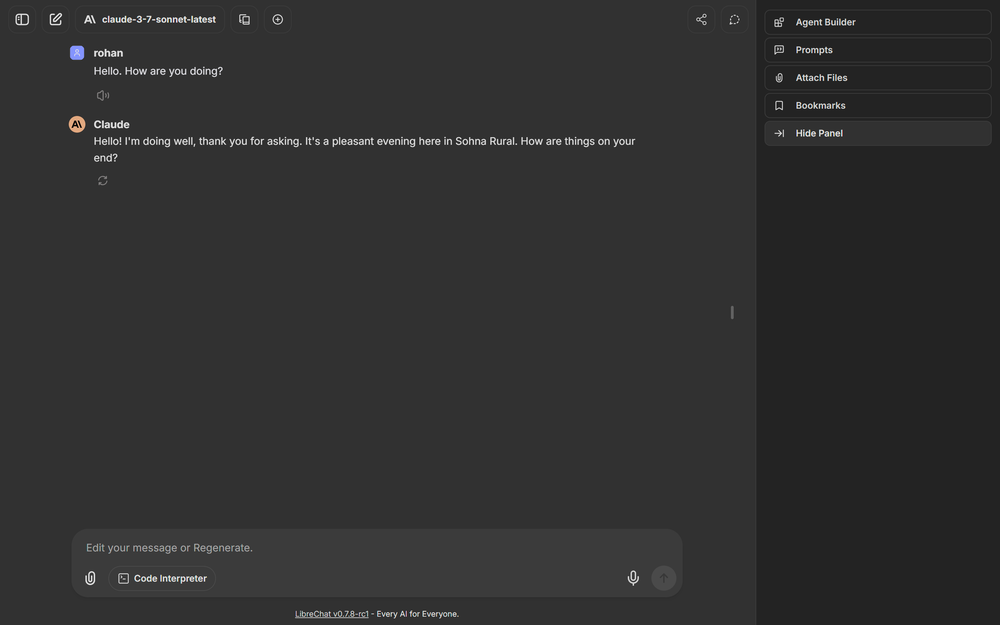 claude-3-7-sonnet-latest
rohan
Hello. How are you doing?
Claude
Hello! I'm doing well, thank you for asking. It's a pleasant evening here in Sohna Rural. How are things on your
end?
Edit your message or Regenerate.
Code Interpreter
LibreChat v0.7.8-rc1 - Every AI for Everyone.
Agent Builder
Prompts
Attach Files
Bookmarks
Hide Panel